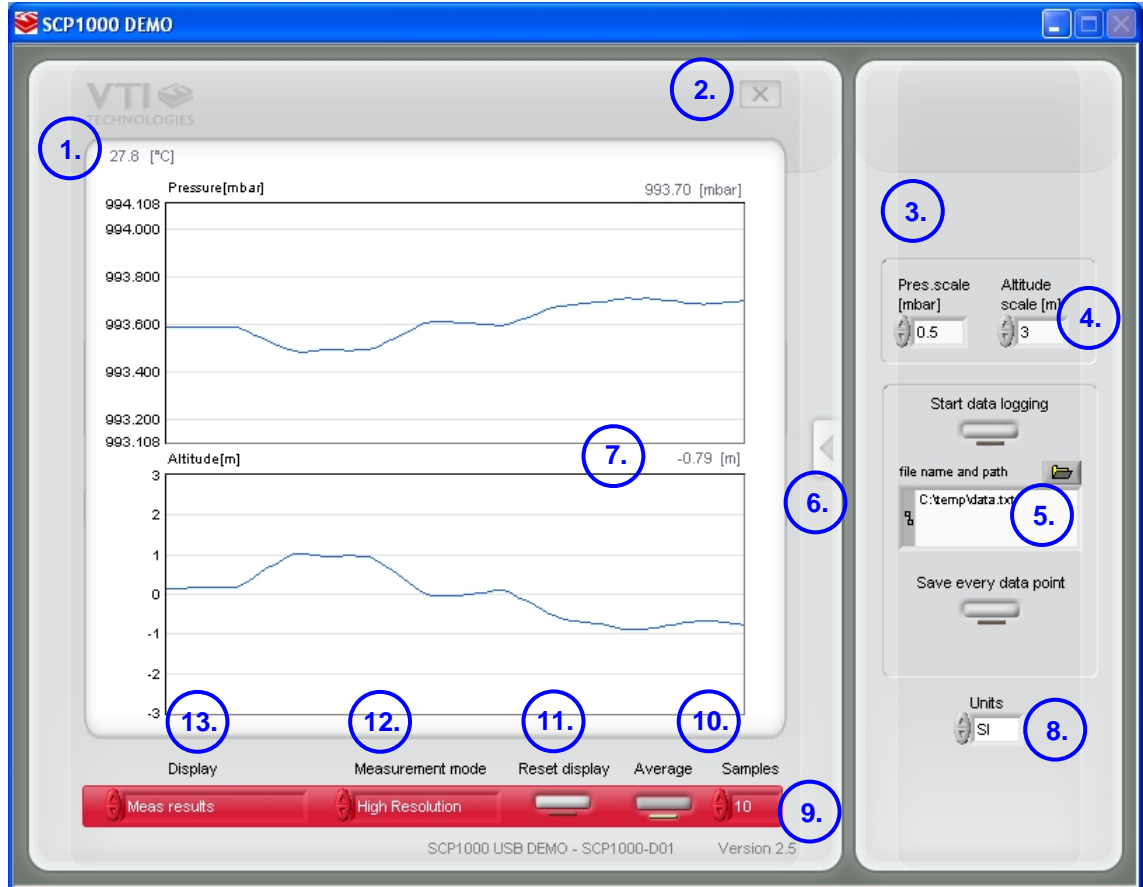 SCP1000 DEMO
VTI
TECHNOLOGIES
2.
1.
27.8 [°C]
Pressure[mbar]
993.70 [mbar]
994.108
994.000
993.800
993.600
993.400
993.200
993.108
Altitude[m]
7.
-0.79 [m]
3
2
1
0
-1
-2
-3
6.
13.
12.
11.
10.
Display
Measurement mode
Reset display
Average
Samples
Meas results
High Resolution
10
9.
SCP1000 USB DEMO - SCP1000-D01
Version 2.5
3.
Pres.scale
[mbar]
Altitude
scale [m]
4.
0.5
3
Start data logging
file name and path
C:\temp\data.txt
5.
Save every data point
Units
SI
8.